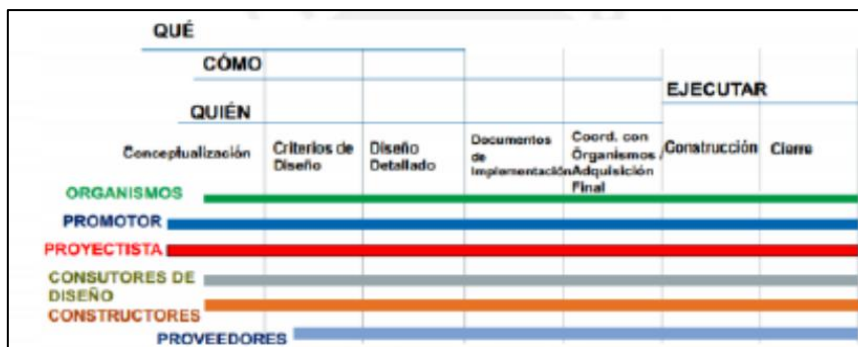 QUÉ
CÓMO
EJECUTAR
QUIÉN
Conceptualización
Criterios de
Diseño
Diseño
Detallado
Documentos
de
Implementación
Coord. con
Organismos /
Adquisición
Final
Construcción
Cierre
ORGANISMOS
PROMOTOR
PROYECTISTA
CONSUTORES DE
DISEÑO
CONSTRUCTORES
PROVEEDORES